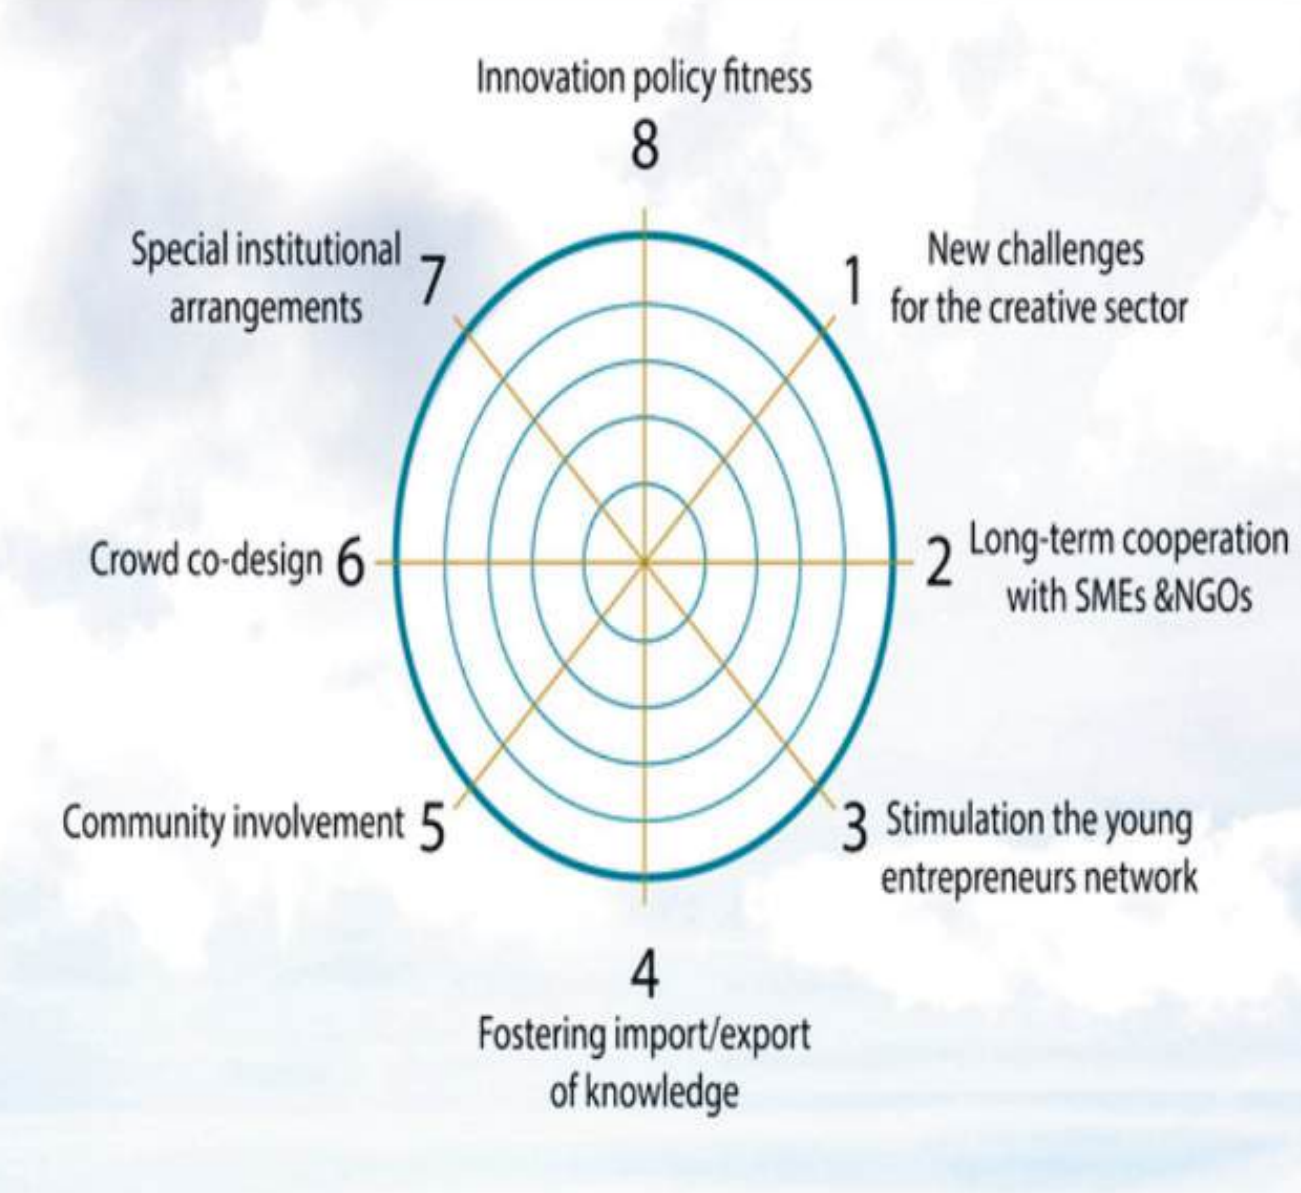 Innovation policy fitness
8
Special institutional
arrangements
7
1
New challenges
for the creative sector
Crowd co-design 6
2
Long-term cooperation
with SMEs &NGOs
Community involvement 5
3 Stimulation the young
entrepreneurs network
4
Fostering import/export
of knowledge